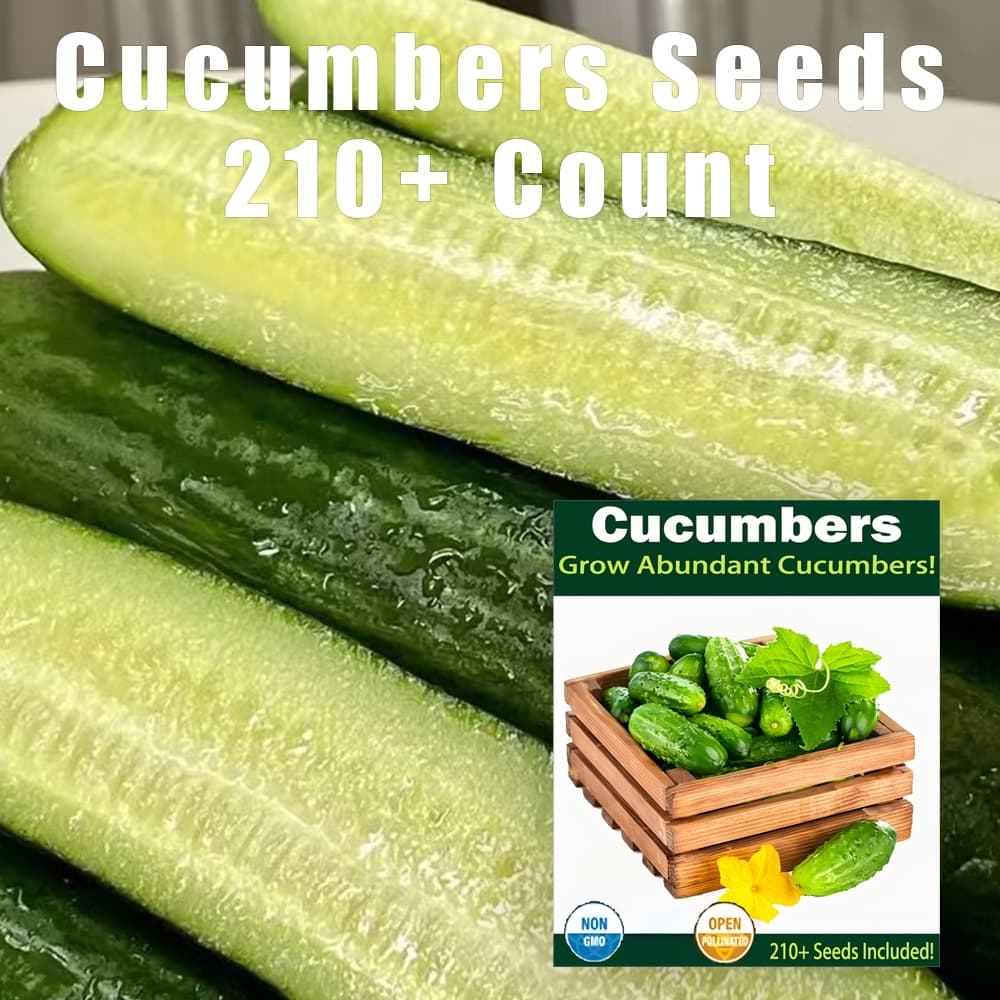 Cucumbers Seeds
210+ Count
Cucumbers
Grow Abundant Cucumbers!
NON
GMO
OPEN
POLLINATED
210+ Seeds Included!